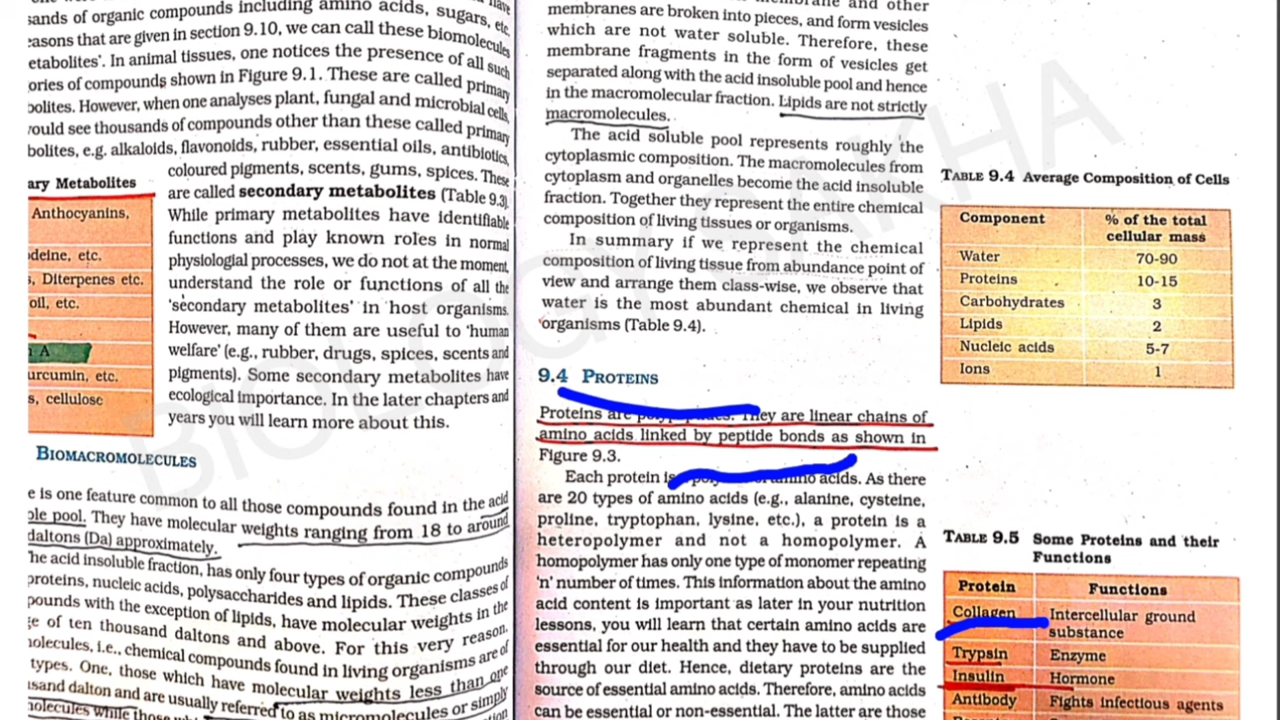 sands of organic compounds including amino acids, sugars, etc.
easons that are given in section 9.10, we can call these biomolecules
etabolites'. In animal tissues, one notices the presence of all such
ories of compounds shown in Figure 9.1. These are called primary
bolites. However, when one analyses plant, fungal and microbial cells,
ould see thousands of compounds other than these called primary
bolites, e.g. alkaloids, flavonoids, rubber, essential oils, antibiotics,
coloured pigments, scents, gums, spices. These
are called secondary metabolites (Table 9.3).
While primary metabolites have identifiable
functions and play known roles in normal
physiologial processes, we do not at the moment,
understand the role or functions of all the
'secondary metabolites' in host organisms.
However, many of them are useful to 'human
welfare' (e.g., rubber, drugs, spices, scents and
pigments). Some secondary metabolites have
ecological importance. In the later chapters and
years you will learn more about this.
ary Metabolites
Anthocyanins,
deine, etc.
, Diterpenes etc.
oil, etc.
A
urcumin, etc.
s, cellulose
BIOMACROMOLECULES
e is one feature common to all those compounds found in the acid
ble pool. They have molecular weights ranging from 18 to around
daltons (Da) approximately.
he acid insoluble fraction, has only four types of organic compounds
proteins, nucleic acids, polysaccharides and lipids. These classes of
pounds with the exception of lipids, have molecular weights in the
ge of ten thousand daltons and above. For this very reason,
nolecules, i.e., chemical compounds found in living organisms are of
types. One, those which have molecular weights less than one
usand dalton and are usually referred to as micromolecules or simply
nolecules while those
membrane and other
membranes are broken into pieces, and form vesicles
which are not water soluble. Therefore, these
membrane fragments in the form of vesicles get
separated along with the acid insoluble pool and hence
in the macromolecular fraction. Lipids are not strictly
macromolecules.
The acid soluble pool represents roughly the
cytoplasmic composition. The macromolecules from
cytoplasm and organelles become the acid insoluble
fraction. Together they represent the entire chemical
composition of living tissues or organisms.
In summary if we represent the chemical
composition of living tissue from abundance point of
view and arrange them class-wise, we observe that
water is the most abundant chemical in living
organisms (Table 9.4).
9.4 PROTEINS
Proteins are polypeptides. They are linear chains of
amino acids linked by peptide bonds as shown in
Figure 9.3.
Each protein is amino acids. As there
are 20 types of amino acids (e.g., alanine, cysteine,
proline, tryptophan, lysine, etc.), a protein is a
heteropolymer and not a homopolymer. A
homopolymer has only one type of monomer repeating
'n' number of times. This information about the amino
acid content is important as later in your nutrition
lessons, you will learn that certain amino acids are
essential for our health and they have to be supplied
through our diet. Hence, dietary proteins are the
source of essential amino acids. Therefore, amino acids
can be essential or non-essential. The latter are those
TABLE 9.4 Average Composition of Cells
Component % of the total cellular mass
Water 70-90
Proteins 10-15
Carbohydrates 3
Lipids 2
Nucleic acids 5-7
Ions 1
TABLE 9.5 Some Proteins and their
Functions
Protein Functions
Collagen Intercellular ground
substance
Trypsin Enzyme
Insulin Hormone
Antibody Fights infectious agents
BIOLOGY SAKHA